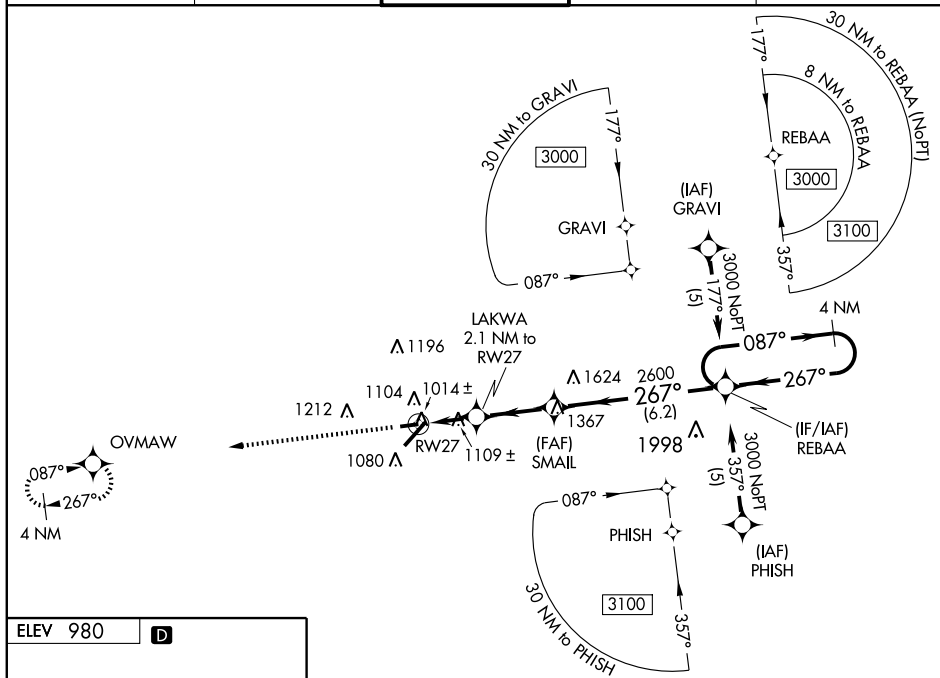 30 NM to REBAA (NoPT)
177°
8 NM to REBAA
REBAA
3000
3100
357°
30 NM to GRAVI
177°
3000
GRAVI
087°
(IAF)
GRAVI
3000 NoPT
177°
(5)
4 NM
087°
267°
LAKWA
2.1 NM to
RW27
1196
1104
1014 ±
1624
2600
267°
(6.2)
1212
1367
(IF/IAF)
REBAA
OVMAW
RW27
(FAF)
SMAIL
1998
1080
1109 ±
087°
267°
4 NM
3000 NoPT
357°
(5)
087°
PHISH
(IAF)
PHISH
3100
357°
30 NM to PHISH
ELEV 980
D